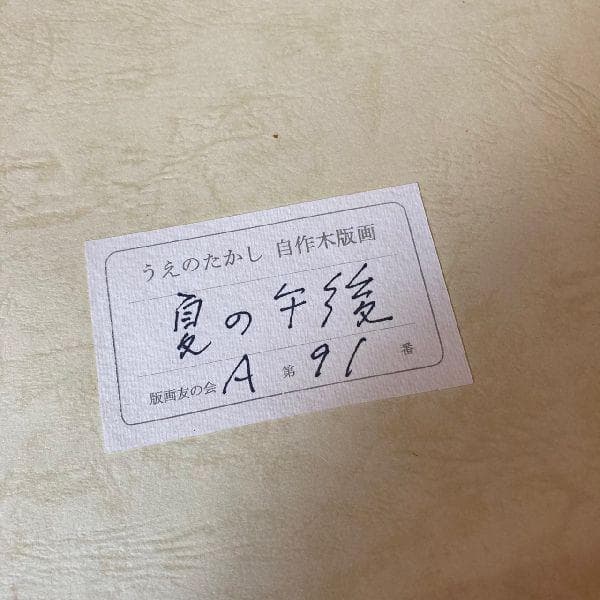 うえのたかし 自作木版画
夏の午後
版画友の会 A 第 91 番